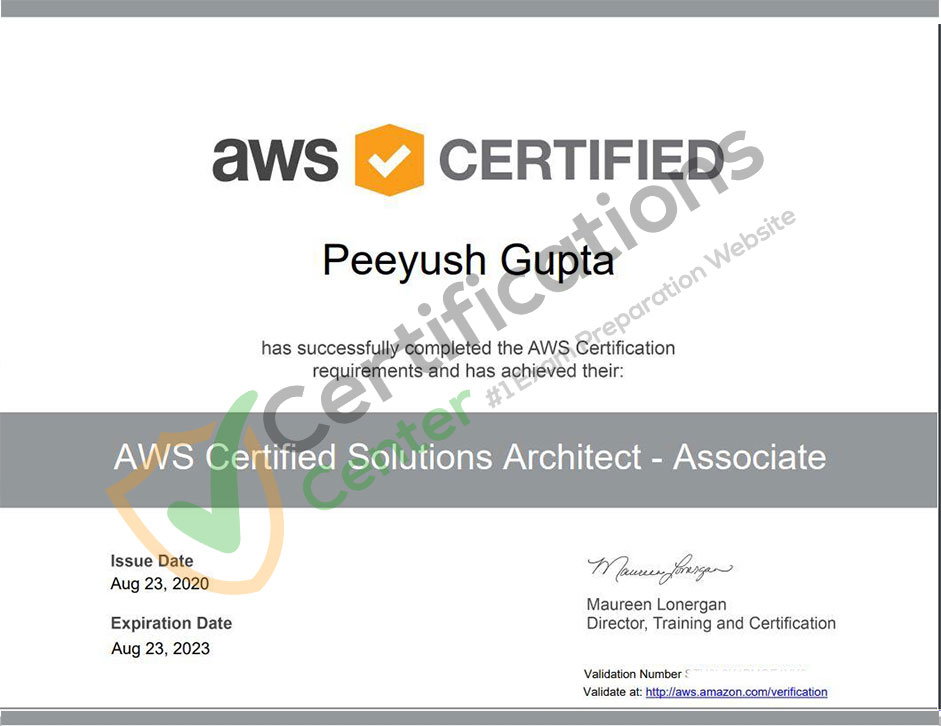 aws CERTIFIED
Peeyush Gupta
has successfully completed the AWS Certification
requirements and has achieved their:
AWS Certified Solutions Architect - Associate
Certifications
Center
#1 Exam Preparation Website
Issue Date
Aug 23, 2020
Expiration Date
Aug 23, 2023
Maureen Lonergan
Maureen Lonergan
Director, Training and Certification
Validation Number
Validate at: http://aws.amazon.com/verification